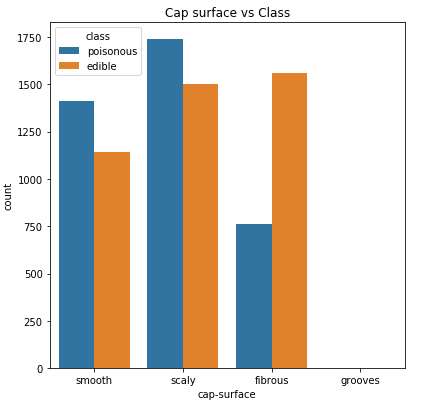 Cap surface vs Class
class
poisonous
edible
1750
1500
1250
1000
750
500
250
0
count
smooth scaly fibrous grooves
cap-surface